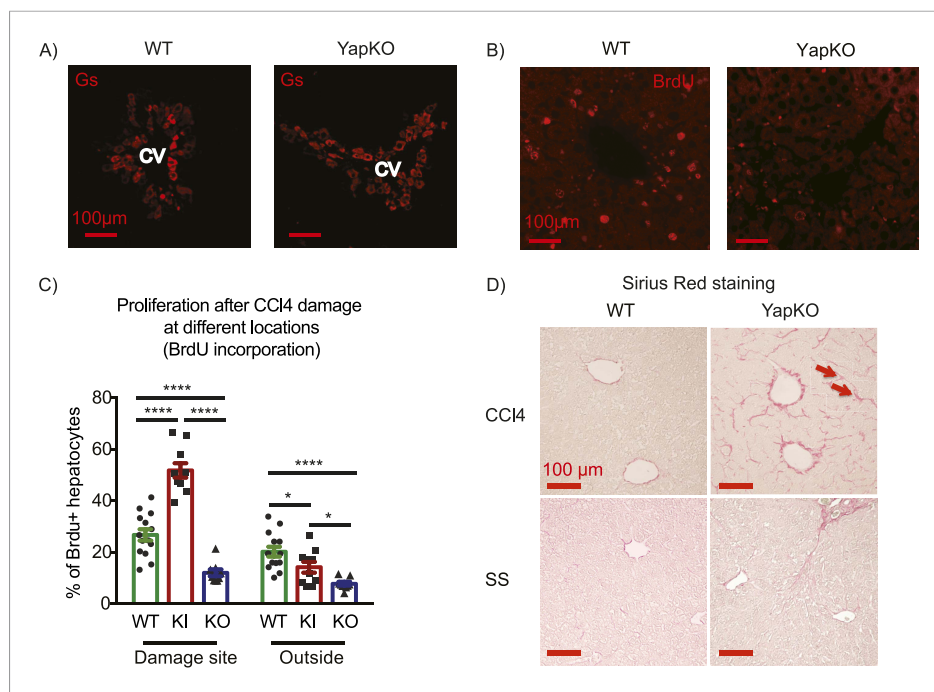 A)
WT
YapKO
Gs
CV
100μm
Gs
CV
B)
WT
YapKO
BrdU
100μm
C)
Proliferation after CCl4 damage
at different locations
(BrdU incorporation)
% of Brdu+ hepatocytes
80
60
40
20
0
****
**** ****
****
* *
WT KI KO WT KI KO
Damage site Outside
D)
Sirius Red staining
WT
YapKO
CCl4
100 μm
SS